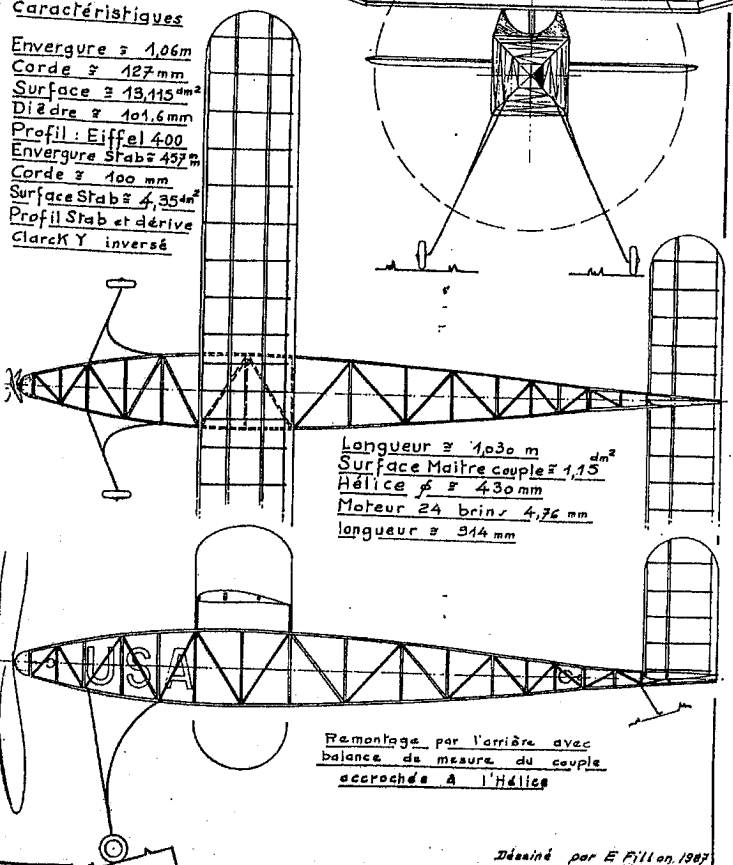 Caractéristiques
Envergure ≅ 1,06m
Corde ≅ 127mm
Surface ≅ 13,115 dm²
Diëdre ≅ 101.6mm
Profil : Eiffel 400
Envergure Stab ≅ 457 mm
Corde ≅ 100 mm
Surface Stab ≅ 4,35 dm²
Profil Stab et dérive
Clarck Y inversé
Longueur ≅ 1,030 m
Surface Maitre couple ≅ 1,15 dm²
Hélice ∮ ≅ 430mm
Moteur 24 brins 4,76 mm
longueur ≅ 914 mm
USA
Remontage par l'arrière avec
balance de mesure du couple
accrochée à l'Hélice
Déssiné par E Fillon, 1987